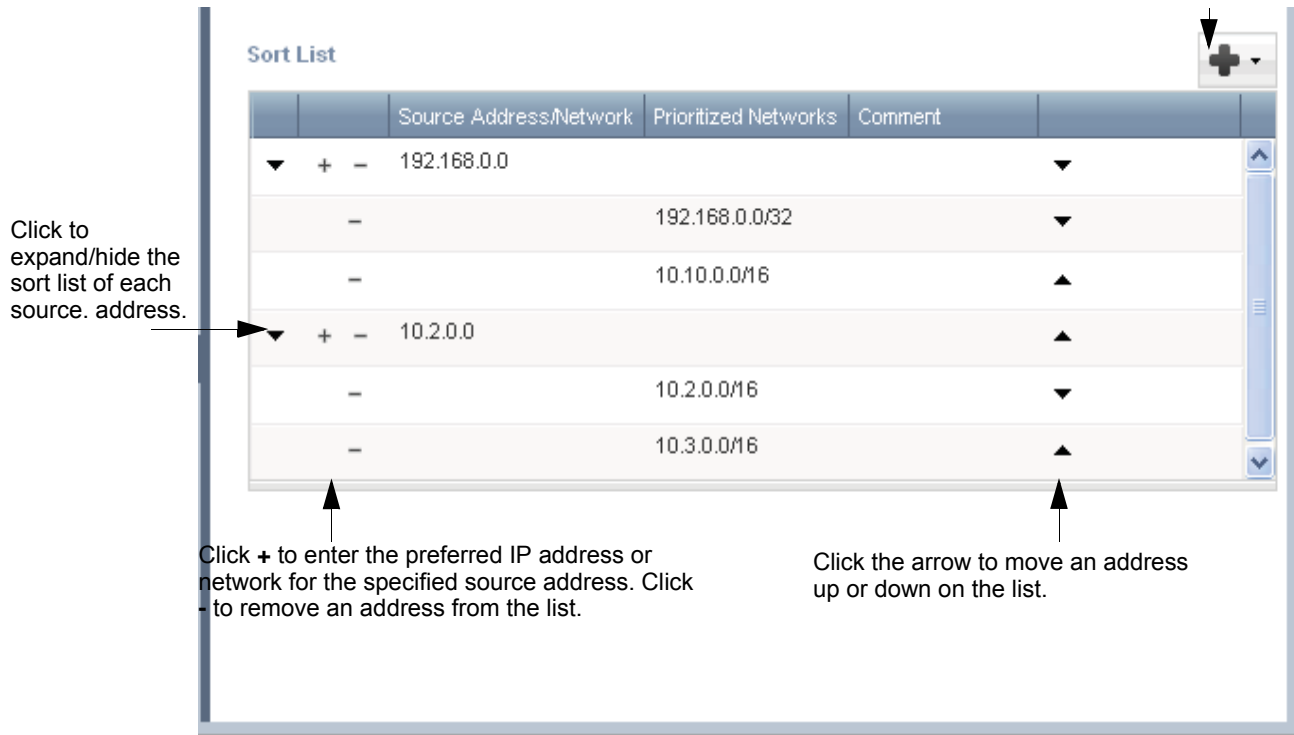 Sort List
Source Address/Network Prioritized Networks Comment
+ - 192.168.0.0
- 192.168.0.0/32
- 10.10.0.0/16
+ - 10.2.0.0
- 10.2.0.0/16
- 10.3.0.0/16
Click to
expand/hide the
sort list of each
source. address.
Click + to enter the preferred IP address or
network for the specified source address. Click
- to remove an address from the list.
Click the arrow to move an address
up or down on the list.